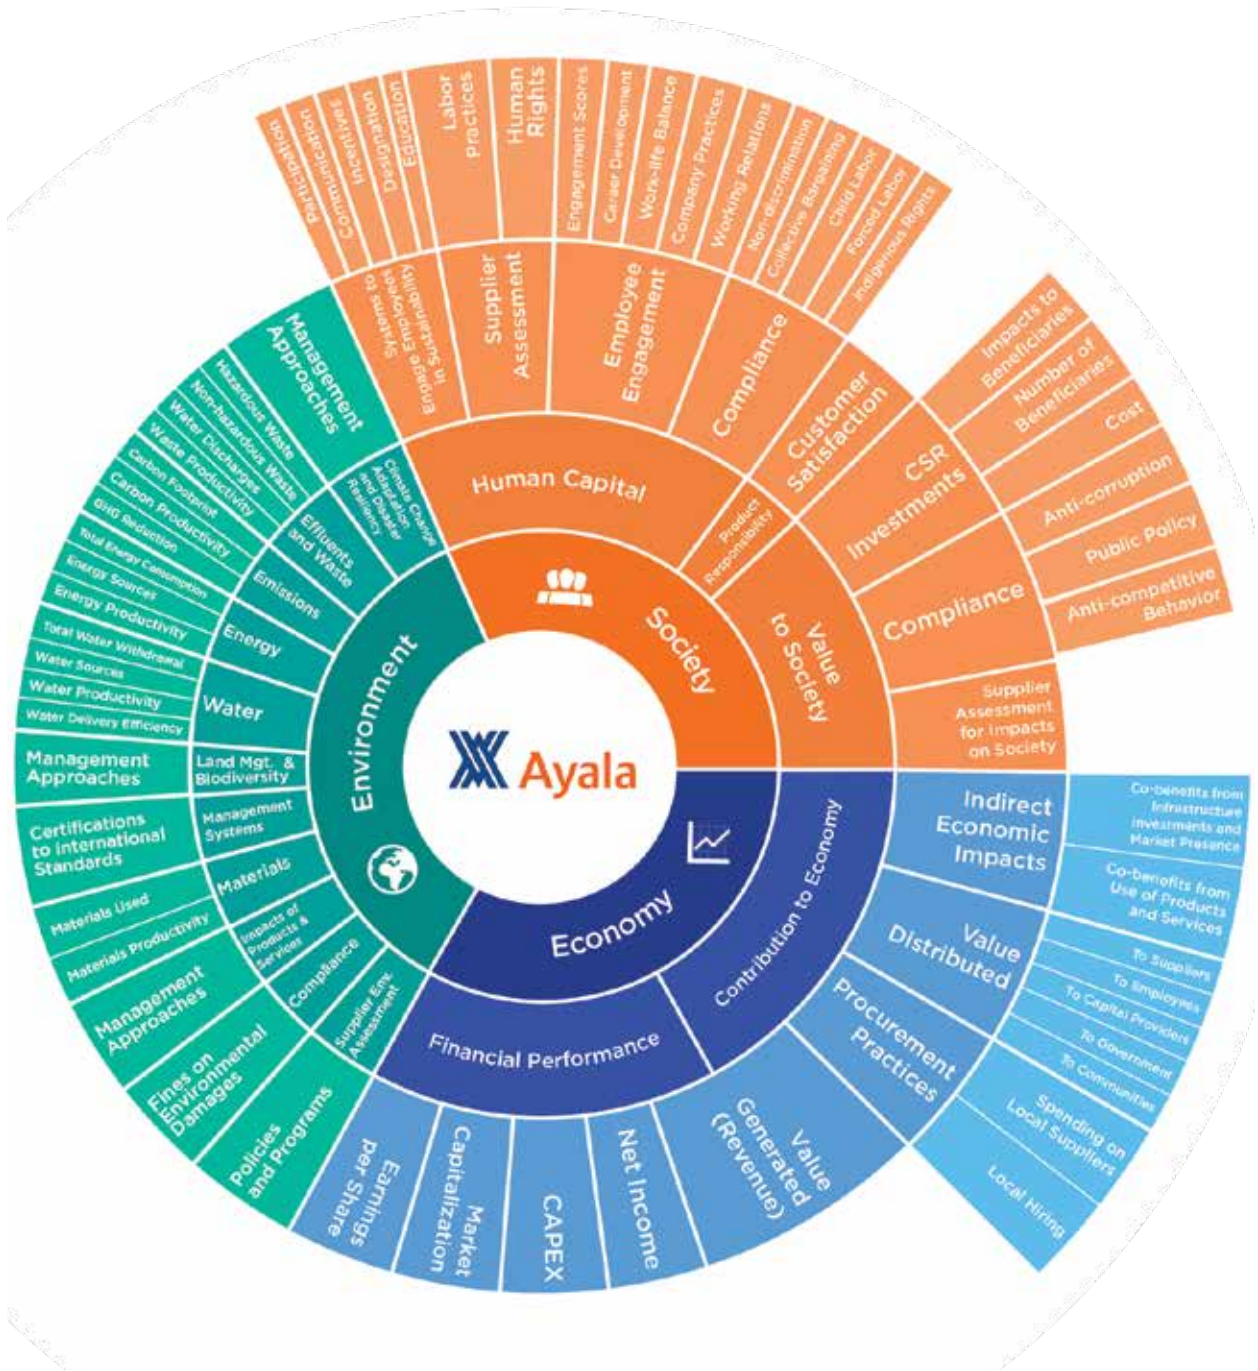 Ayala
Society
Human Capital
Systems to
Engage Employees
in Sustainability
Participation
Communication
Incentives
Designation
Education
Supplier
Assessment
Labor
Practices
Human
Rights
Employee
Engagement
Engagement Scores
Career Development
Work-life Balance
Company Practices
Working Relations
Compliance
Non-discrimination
Collective Bargaining
Child Labor
Forced Labor
Indigenous Rights
Product
Responsibility
Customer
Satisfaction
Value
to Society
CSR
Investments
Impacts to
Beneficiaries
Number of
Beneficiaries
Cost
Compliance
Anti-corruption
Public Policy
Anti-competitive
Behavior
Supplier
Assessment
for Impacts
on Society
Economy
Contribution to Economy
Indirect
Economic
Impacts
Co-benefits from
Infrastructure
Investments and
Market Presence
Co-benefits from
Use of Products
and Services
Value
Distributed
To Suppliers
To Employees
To Capital Providers
To Government
To Communities
Procurement
Practices
Spending on
Local Suppliers
Local Hiring
Value
Generated
(Revenue)
Financial Performance
Net Income
CAPEX
Market
Capitalization
Earnings
per Share
Environment
Climate Change
Adaptation
and Disaster
Resiliency
Management
Approaches
Effluents
and Waste
Hazardous Waste
Non-hazardous Waste
Water Discharges
Waste Productivity
Emissions
Carbon Footprint
Carbon Productivity
GHG Reduction
Energy
Total Energy Consumption
Energy Sources
Energy Productivity
Water
Total Water Withdrawal
Water Sources
Water Productivity
Water Delivery Efficiency
Land Mgt. &
Biodiversity
Management
Approaches
Management
Systems
Certifications
to International
Standards
Materials
Materials Used
Materials Productivity
Impacts of
Products &
Services
Management
Approaches
Compliance
Fines on
Environmental
Damages
Supplier Env.
Assessment
Policies
and Programs